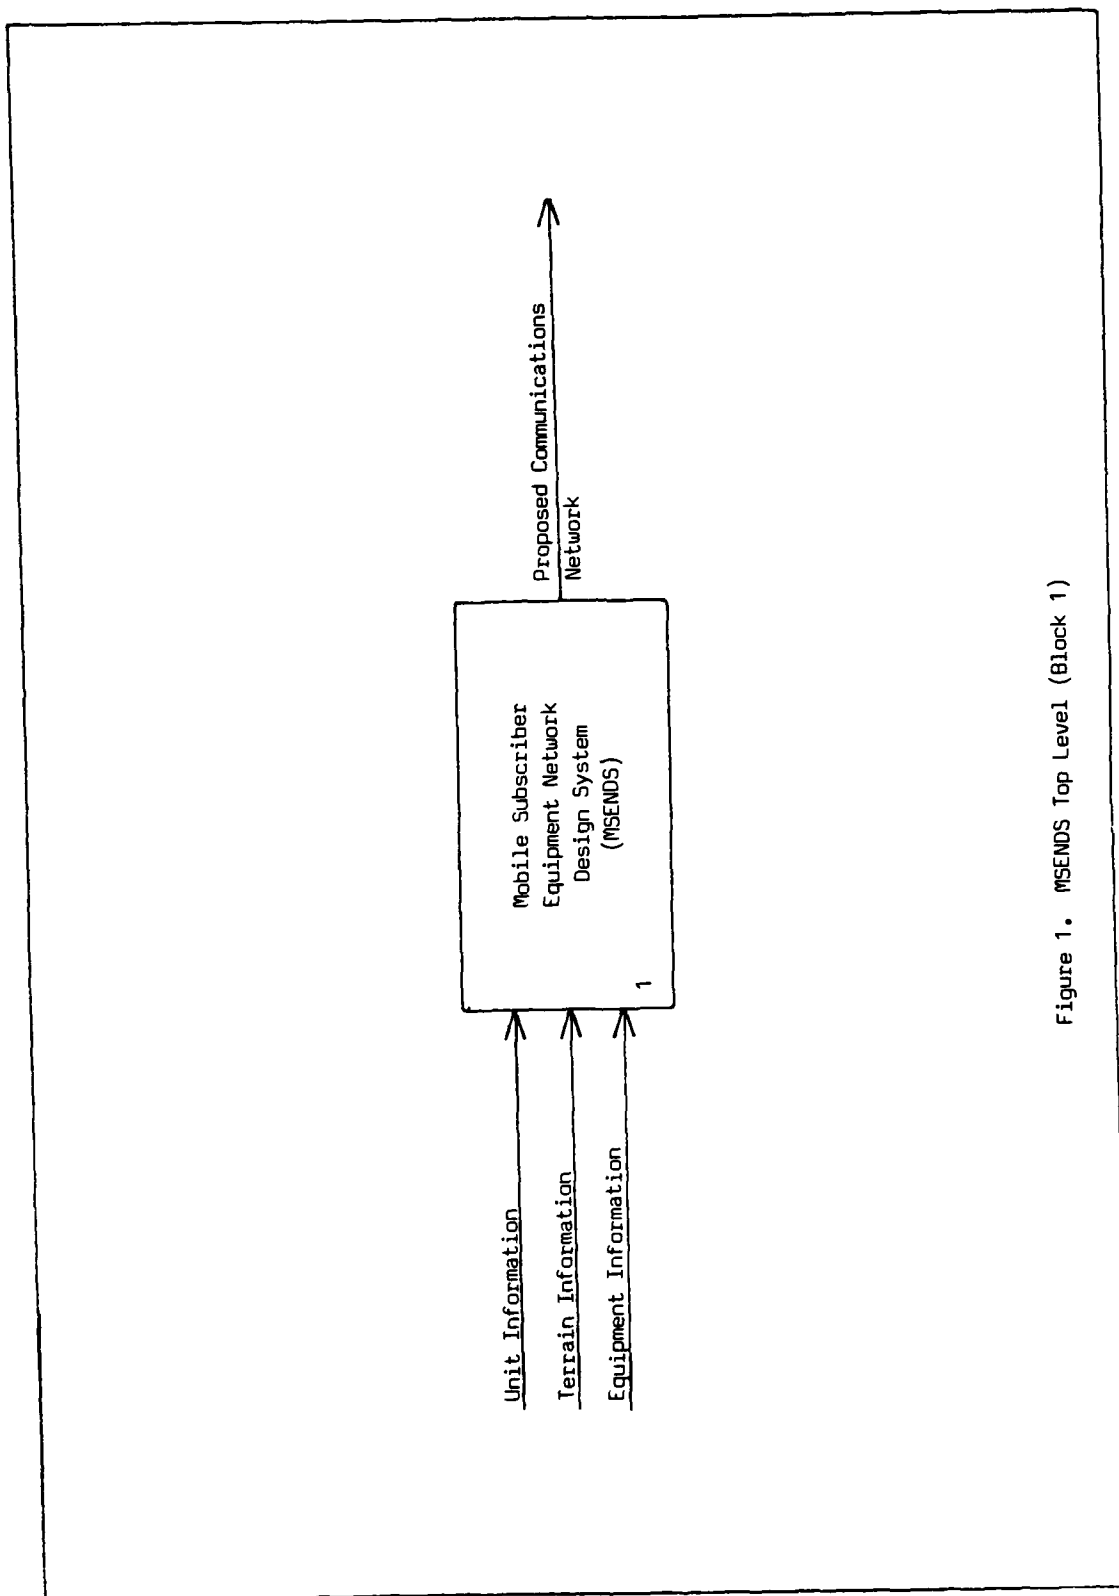 Unit Information
Terrain Information
Equipment Information
Mobile Subscriber
Equipment Network
Design System
(MSENDS)
1
Proposed Communications
Network
Figure 1. MSENDS Top Level (Block 1)